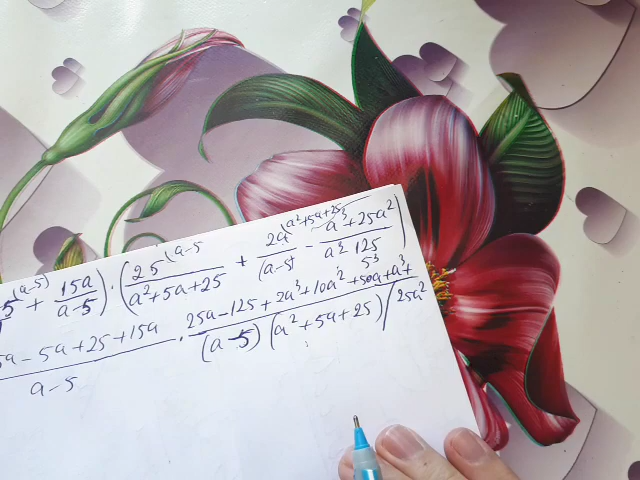 5^(a-5) + 15a/(a-5)) · (25^(a-5)/(a²+5a+25) + 2a^(a²+5a+25)/(a-5) - (a³+25a²)/(a³ 125))
5³
5a-5a+25+15a/(a-5) · 25a-125+2a³+10a²+50a+a³+25a²/(a-5)(a²+5a+25)